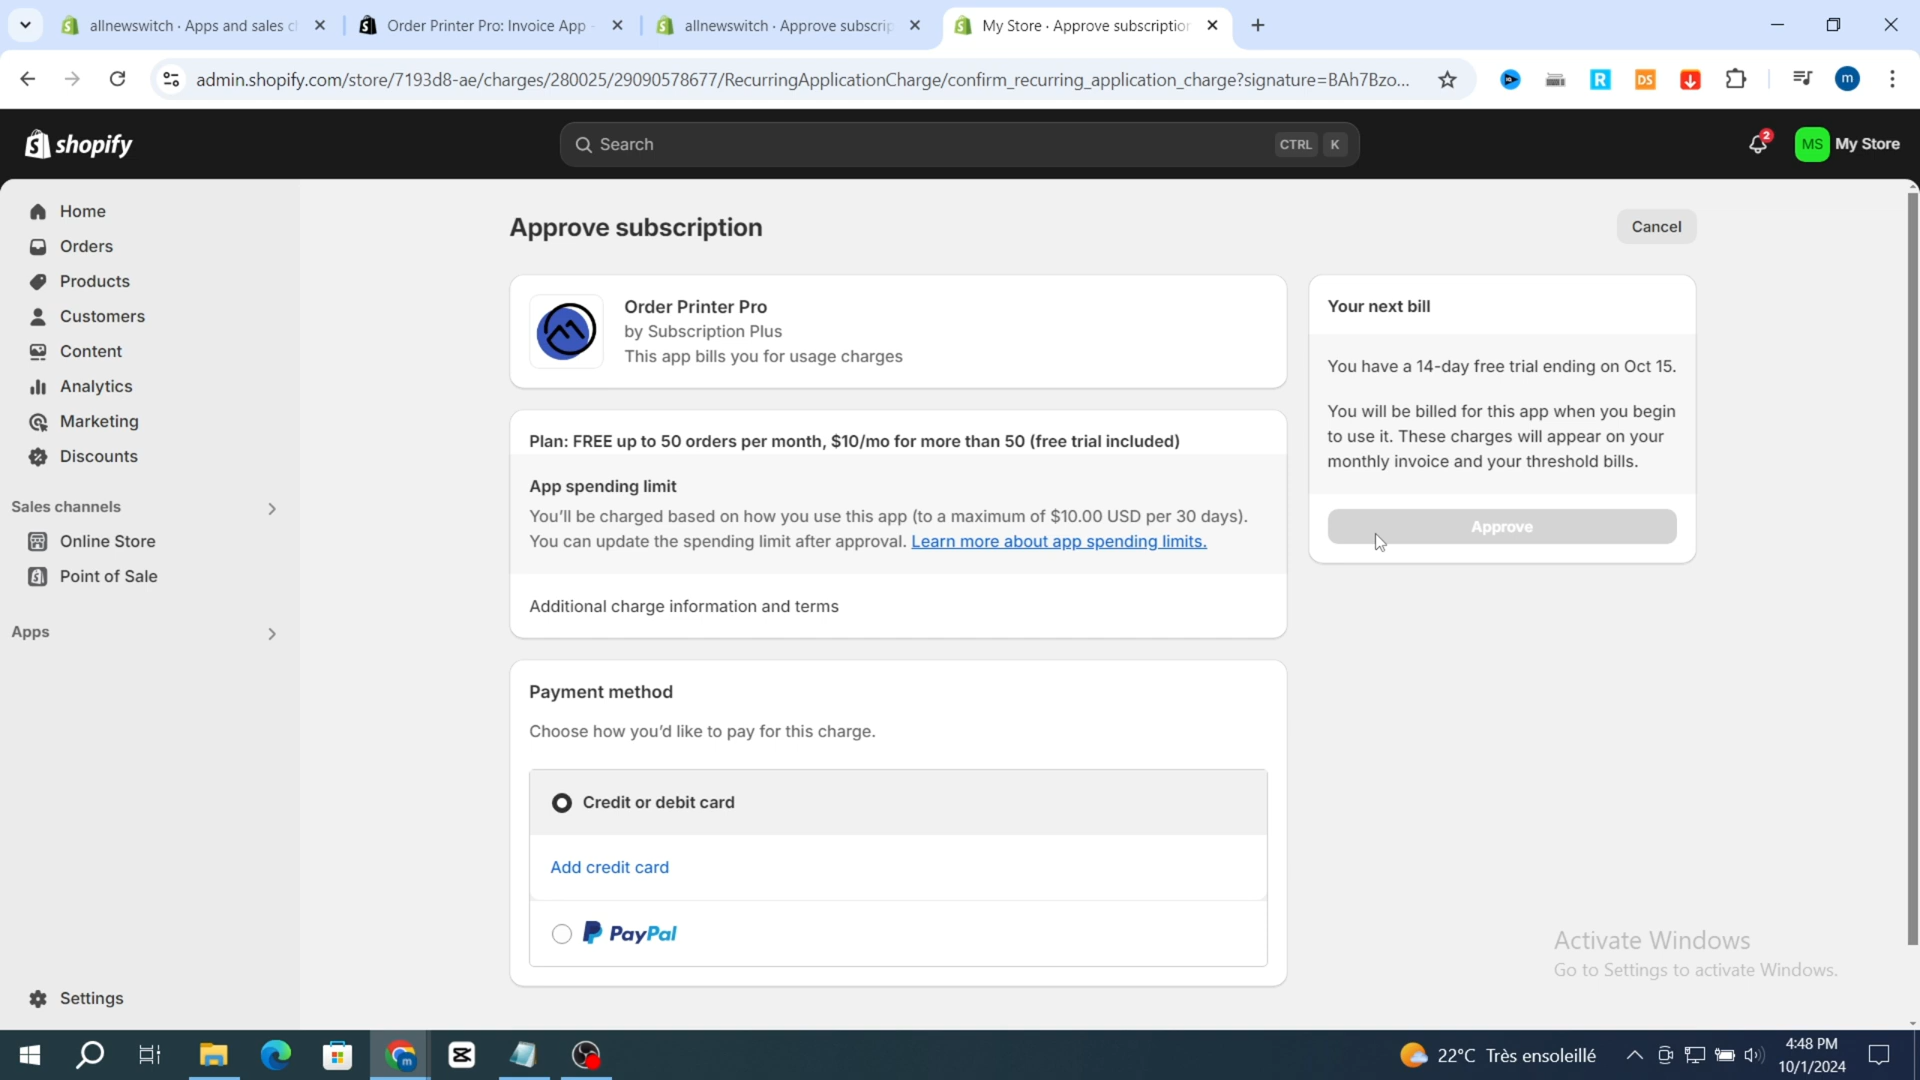 allnewswitch · Apps and sales c
Order Printer Pro: Invoice App -
allnewswitch · Approve subscrip
My Store · Approve subscription
admin.shopify.com/store/7193d8-ae/charges/280025/29090578677/RecurringApplicationCharge/confirm_recurring_application_charge?signature=BAh7Bzo...
R
DS
m
shopify
Search
CTRL K
2
MS My Store
Home
Orders
Products
Customers
Content
Analytics
Marketing
Discounts
Sales channels
Online Store
Point of Sale
Apps
Settings
Approve subscription
Cancel
Order Printer Pro
by Subscription Plus
This app bills you for usage charges
Plan: FREE up to 50 orders per month, $10/mo for more than 50 (free trial included)
App spending limit
You'll be charged based on how you use this app (to a maximum of $10.00 USD per 30 days).
You can update the spending limit after approval. Learn more about app spending limits.
Additional charge information and terms
Payment method
Choose how you'd like to pay for this charge.
Credit or debit card
Add credit card
PayPal
Your next bill
You have a 14-day free trial ending on Oct 15.
You will be billed for this app when you begin
to use it. These charges will appear on your
monthly invoice and your threshold bills.
Approve
Activate Windows
Go to Settings to activate Windows.
22°C Très ensoleillé
4:48 PM
10/1/2024